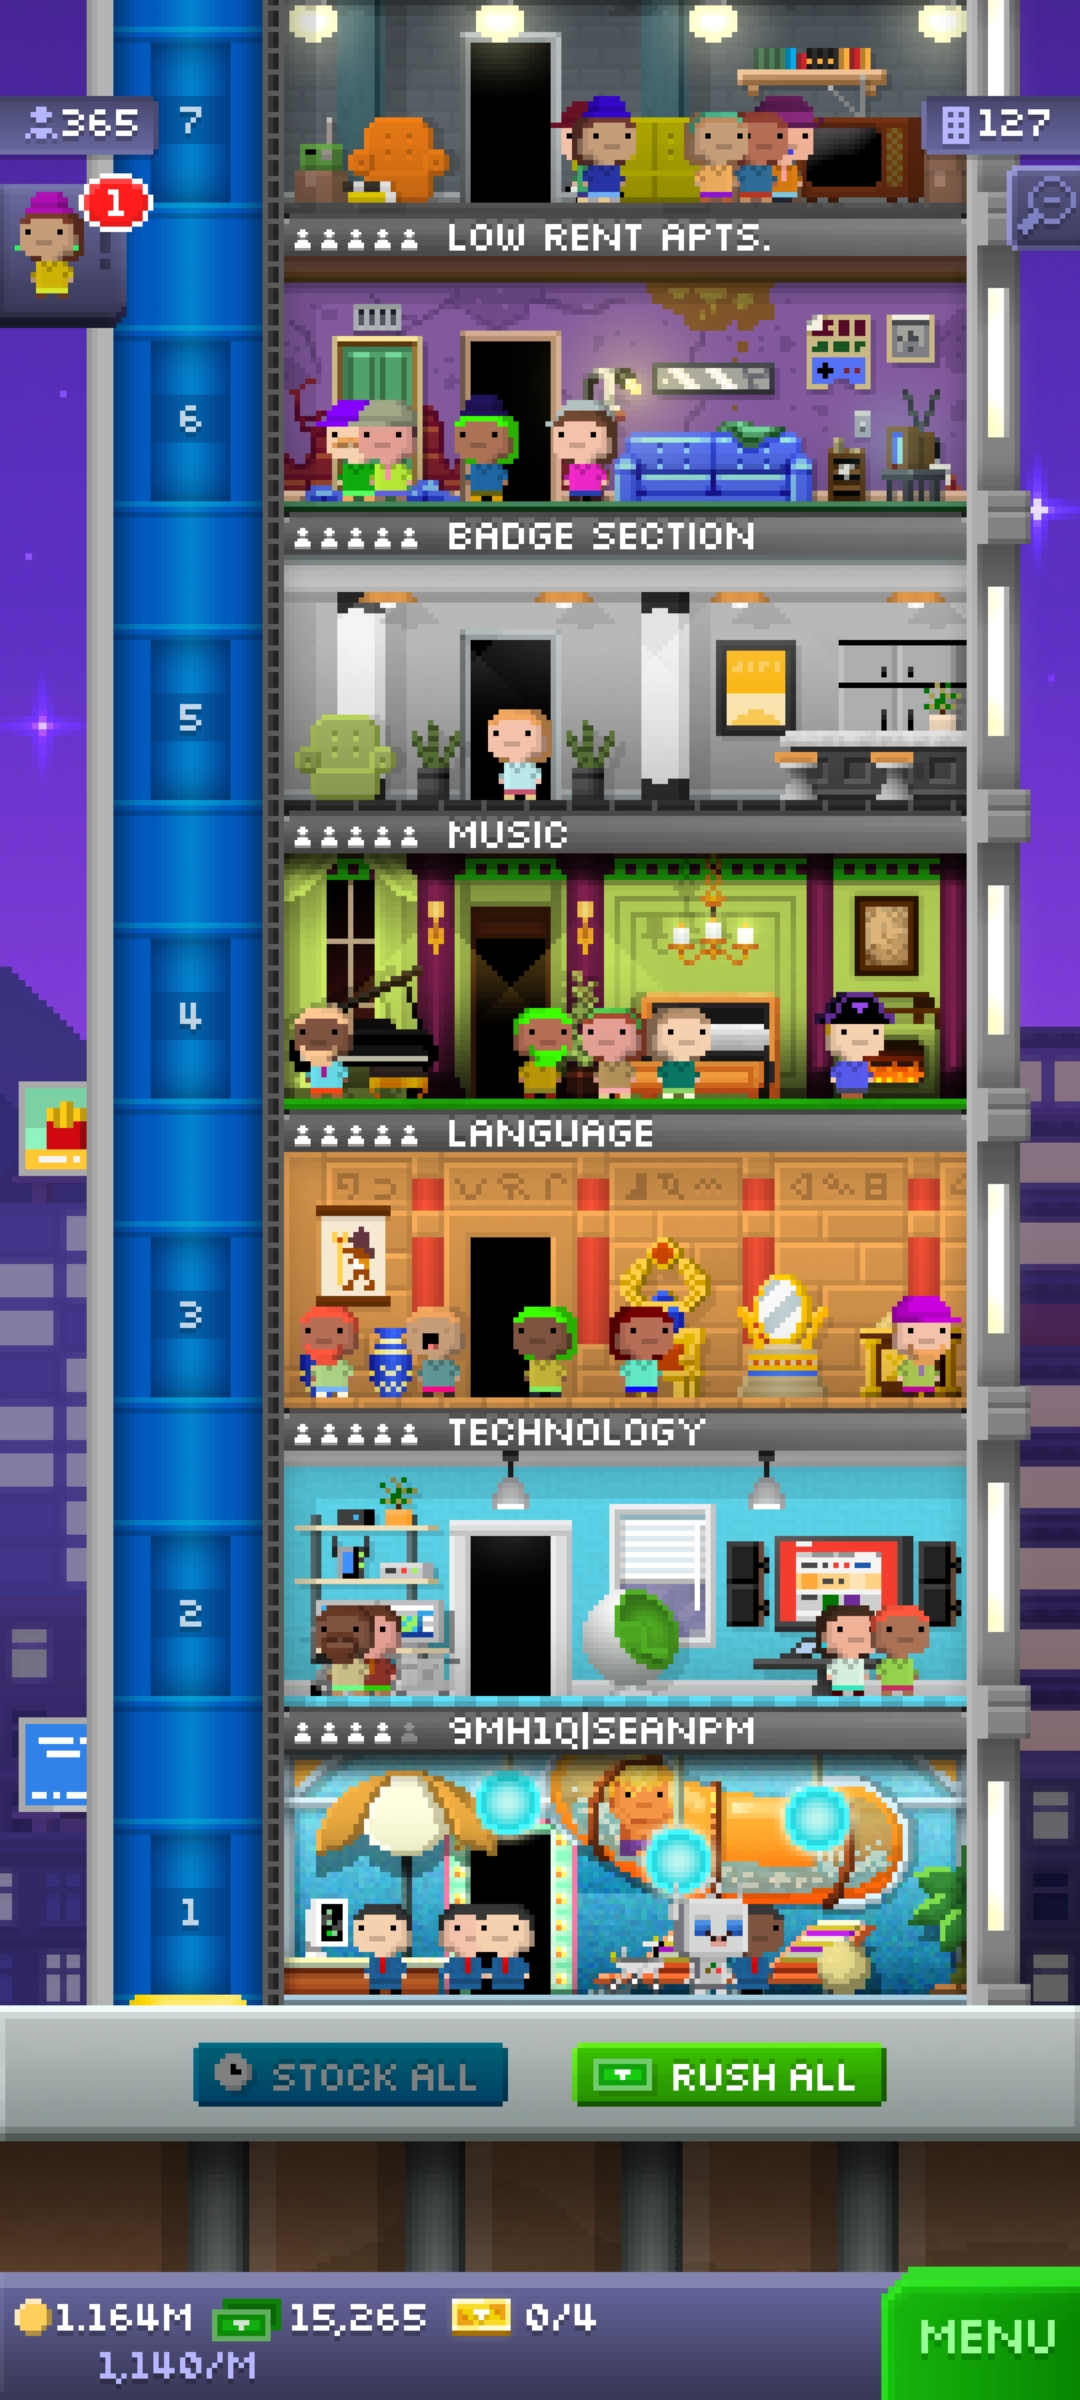 7
365
127
1
LOW RENT APTS.
6
BADGE SECTION
5
MUSIC
4
LANGUAGE
3
TECHNOLOGY
2
9MH1Q|SEANPM
1
STOCK ALL
RUSH ALL
1.164M
15,265
0/4
1,140/M
MENU